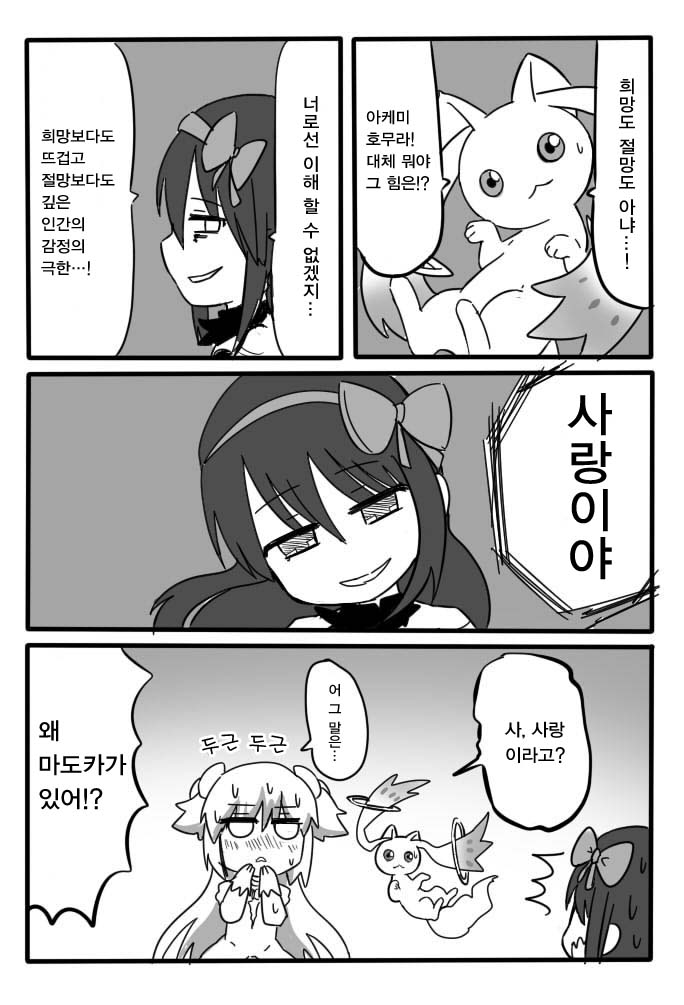 희망도 절망도 아냐…!
아케미
호무라!
대체 뭐야
그 힘은!?
너로선 이해 할 수 없겠지…
희망보다도
뜨겁고
절망보다도
깊은
인간의
감정의
극한…!
사랑이야
사, 사랑
이라고?
어
그
말은…
두근 두근
왜
마도카가
있어!?